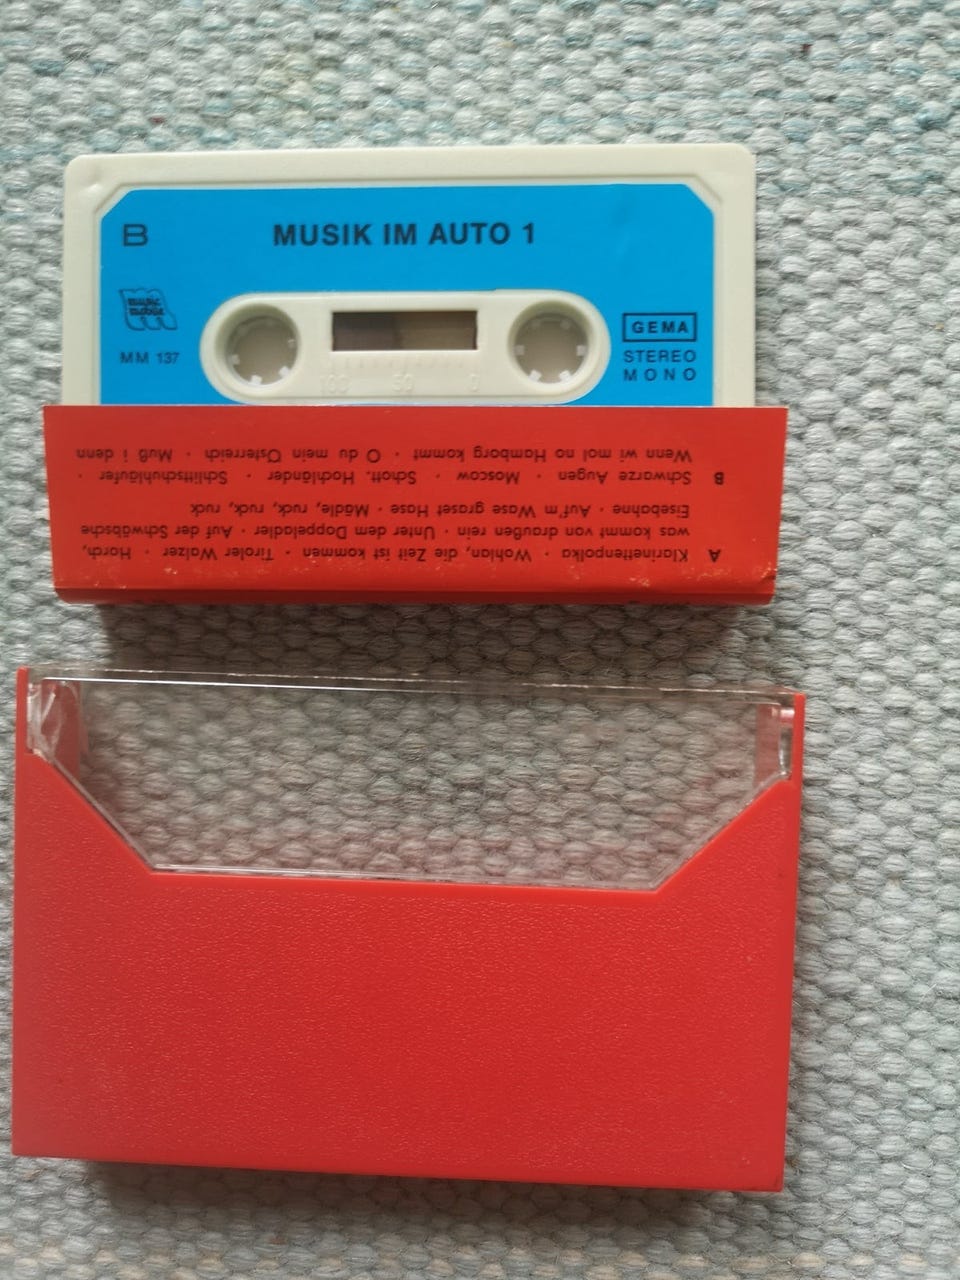 B
MUSIK IM AUTO 1
music
mobile
MM 137
GEMA
STEREO
MONO
100 50 0
A Klarinettenpolka · Wohlan, die Zeit ist kommen · Tiroler Walzer · Horch,
was kommt von draußen rein · Unter dem Doppeladler · Auf der Schwäbsche
Eisebahne · Auf'm Wase graset Hase · Mädle, ruck, ruck, ruck
B Schwarze Augen · Moscow · Schott. Hochländer · Schlittschuhläufer ·
Wenn wi mol no Hamborg kommt · O du mein Österreich · Muß i denn